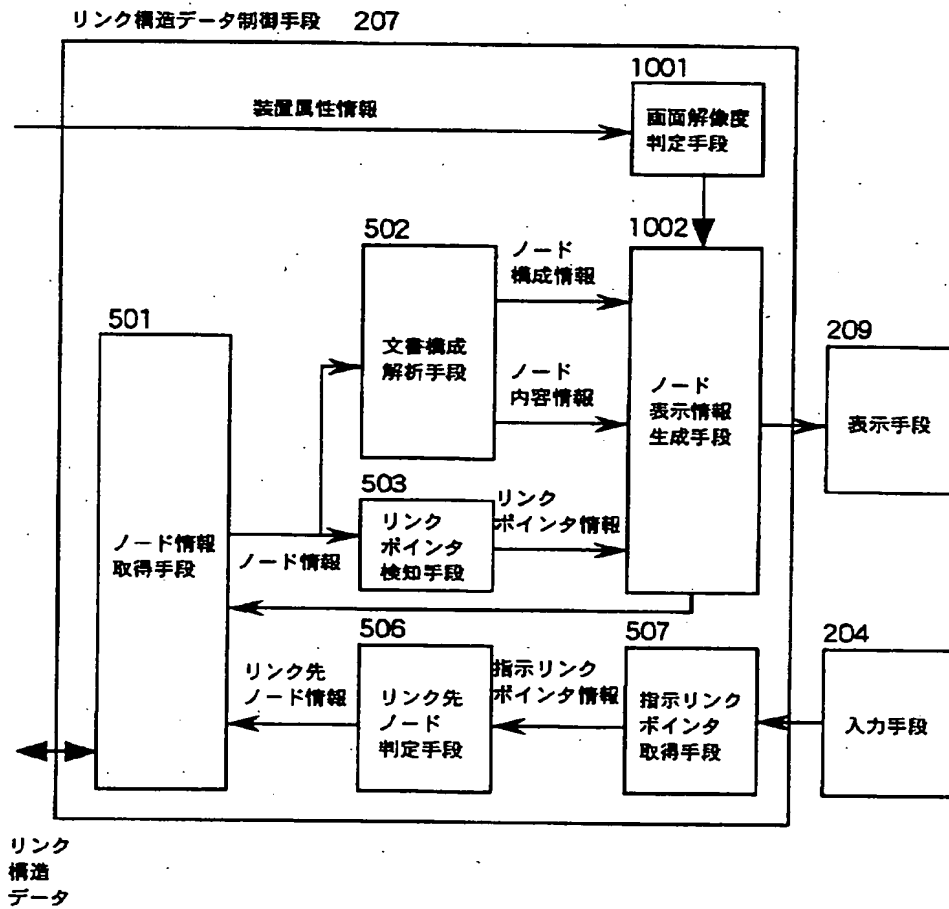 リンク構造データ制御手段 207
1001
装置属性情報
画面解像度
判定手段
502
ノード
構成情報
1002
501
文書構成
解析手段
ノード
内容情報
ノード
表示情報
生成手段
209
表示手段
503
リンク
ポインタ情報
ノード情報
取得手段
ノード情報
リンク
ポインタ
検知手段
506
507
204
リンク先
ノード情報
指示リンク
ポインタ情報
リンク先
ノード
判定手段
指示リンク
ポインタ
取得手段
入力手段
リンク
構造
データ